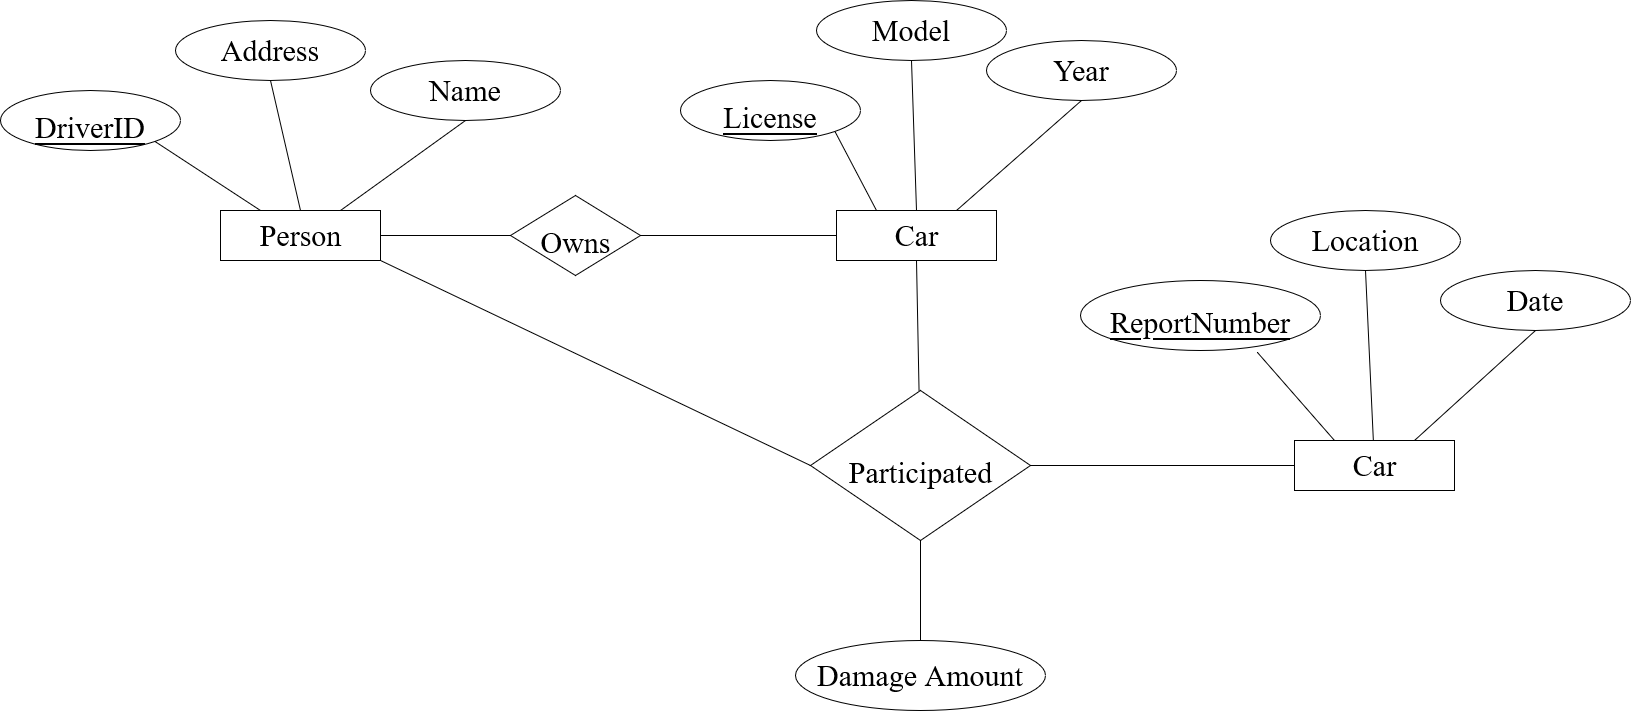 Model
Address
Year
Name
License
DriverID
Person
Owns
Car
Location
Date
ReportNumber
Car
Participated
Damage Amount